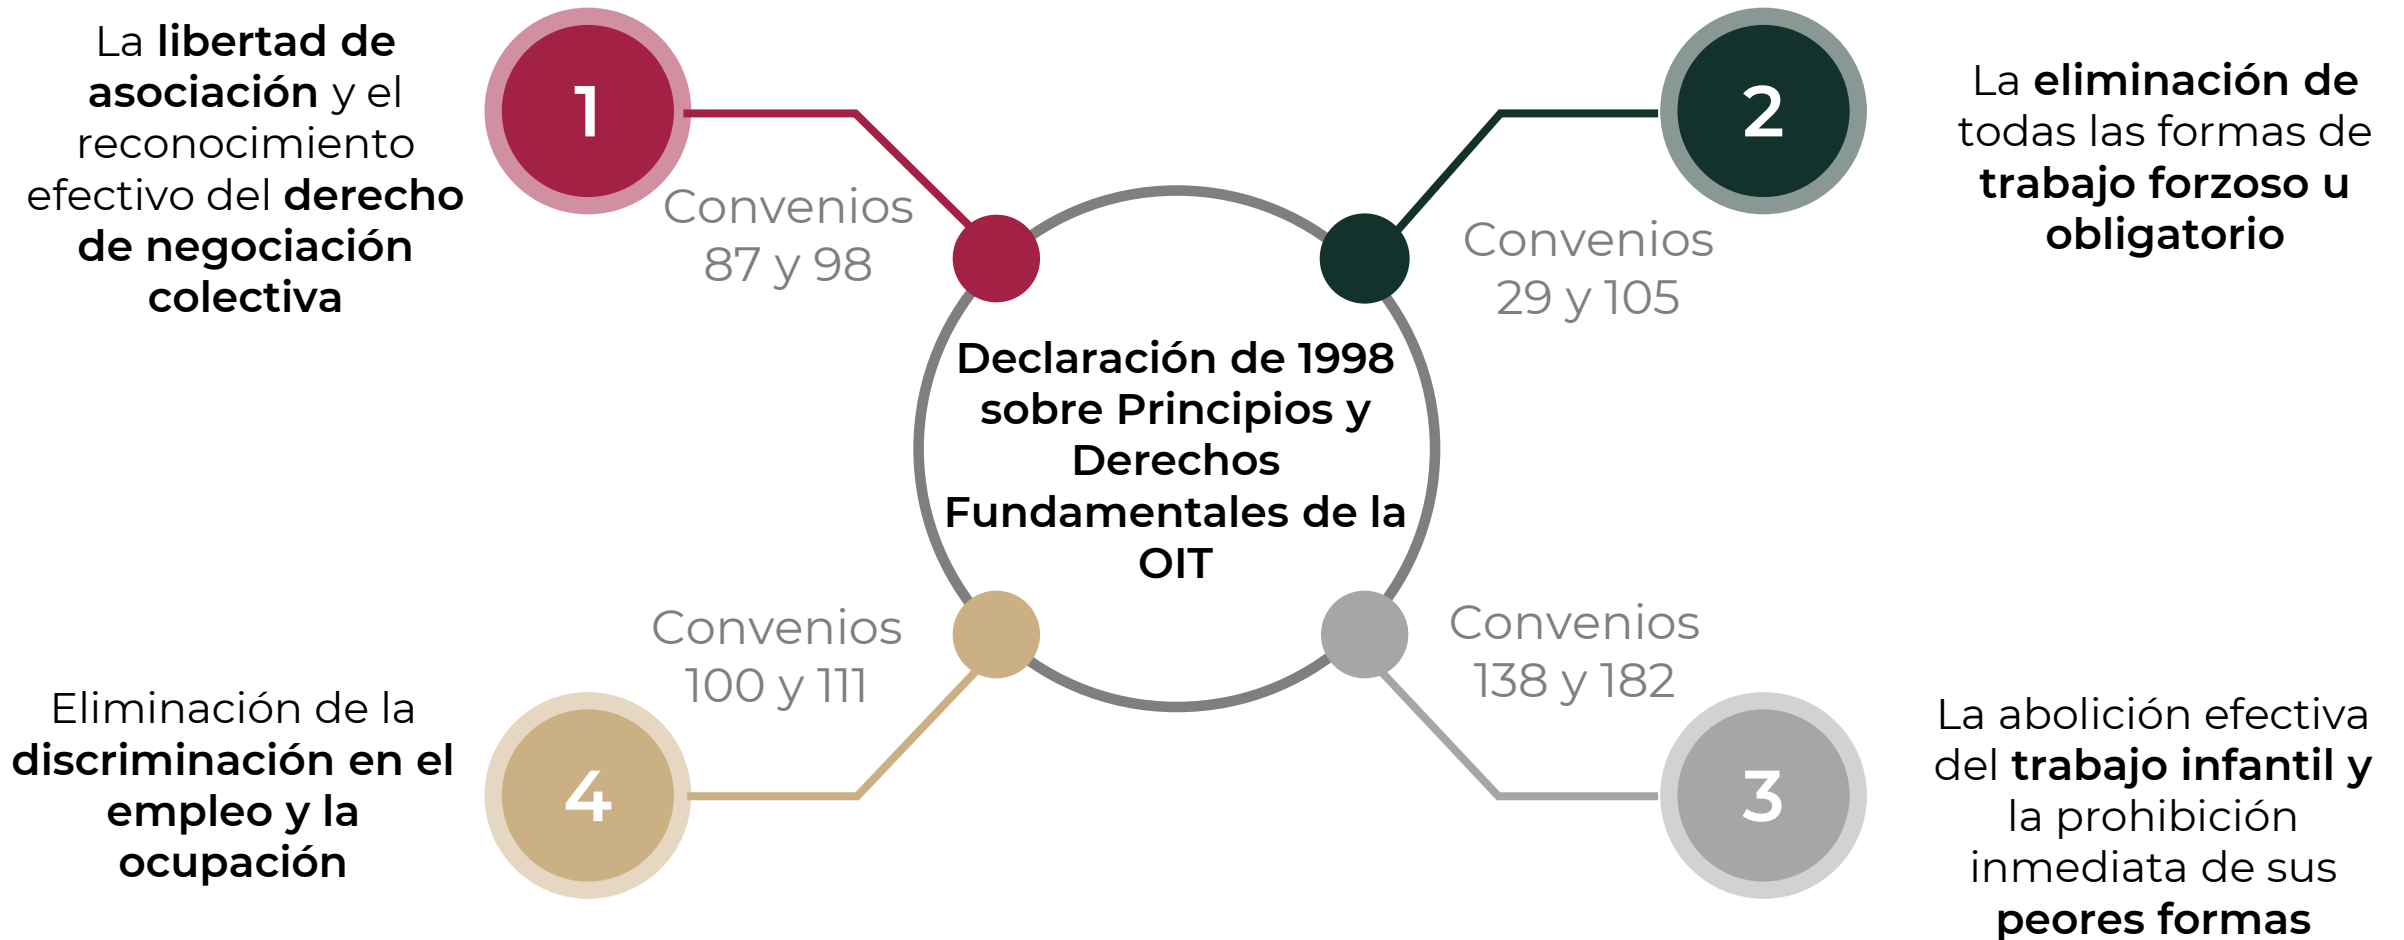 La libertad de
asociación y el
reconocimiento
efectivo del derecho
de negociación
colectiva
1
Convenios
87 y 98
2
Convenios
29 y 105
La eliminación de
todas las formas de
trabajo forzoso u
obligatorio
Declaración de 1998
sobre Principios y
Derechos
Fundamentales de la
OIT
Eliminación de la
discriminación en el
empleo y la
ocupación
4
Convenios
100 y 111
Convenios
138 y 182
3
La abolición efectiva
del trabajo infantil y
la prohibición
inmediata de sus
peores formas